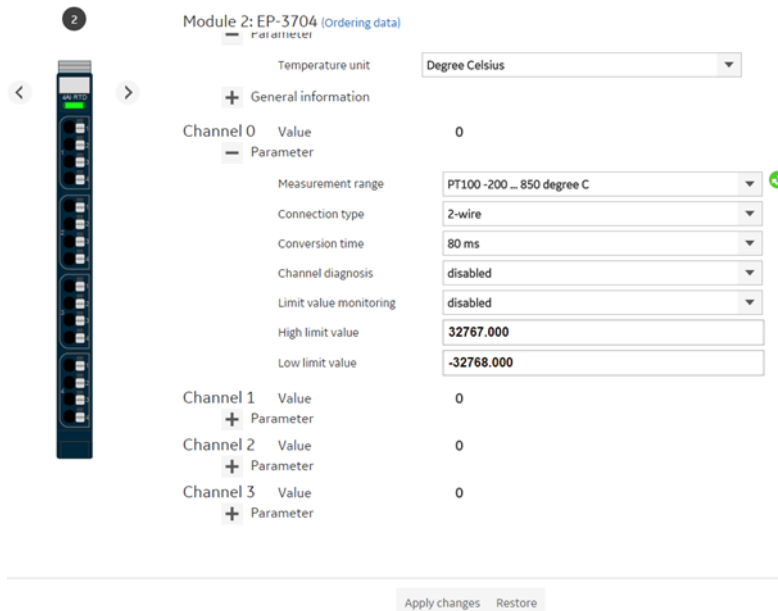 2
Module 2: EP-3704 (Ordering data)
Parameter
Temperature unit Degree Celsius
General information
4AI-RTD
Channel 0 Value 0
Parameter
Measurement range PT100 -200 ... 850 degree C
Connection type 2-wire
Conversion time 80 ms
Channel diagnosis disabled
Limit value monitoring disabled
High limit value 32767.000
Low limit value -32768.000
Channel 1 Value 0
Parameter
Channel 2 Value 0
Parameter
Channel 3 Value 0
Parameter
Apply changes Restore